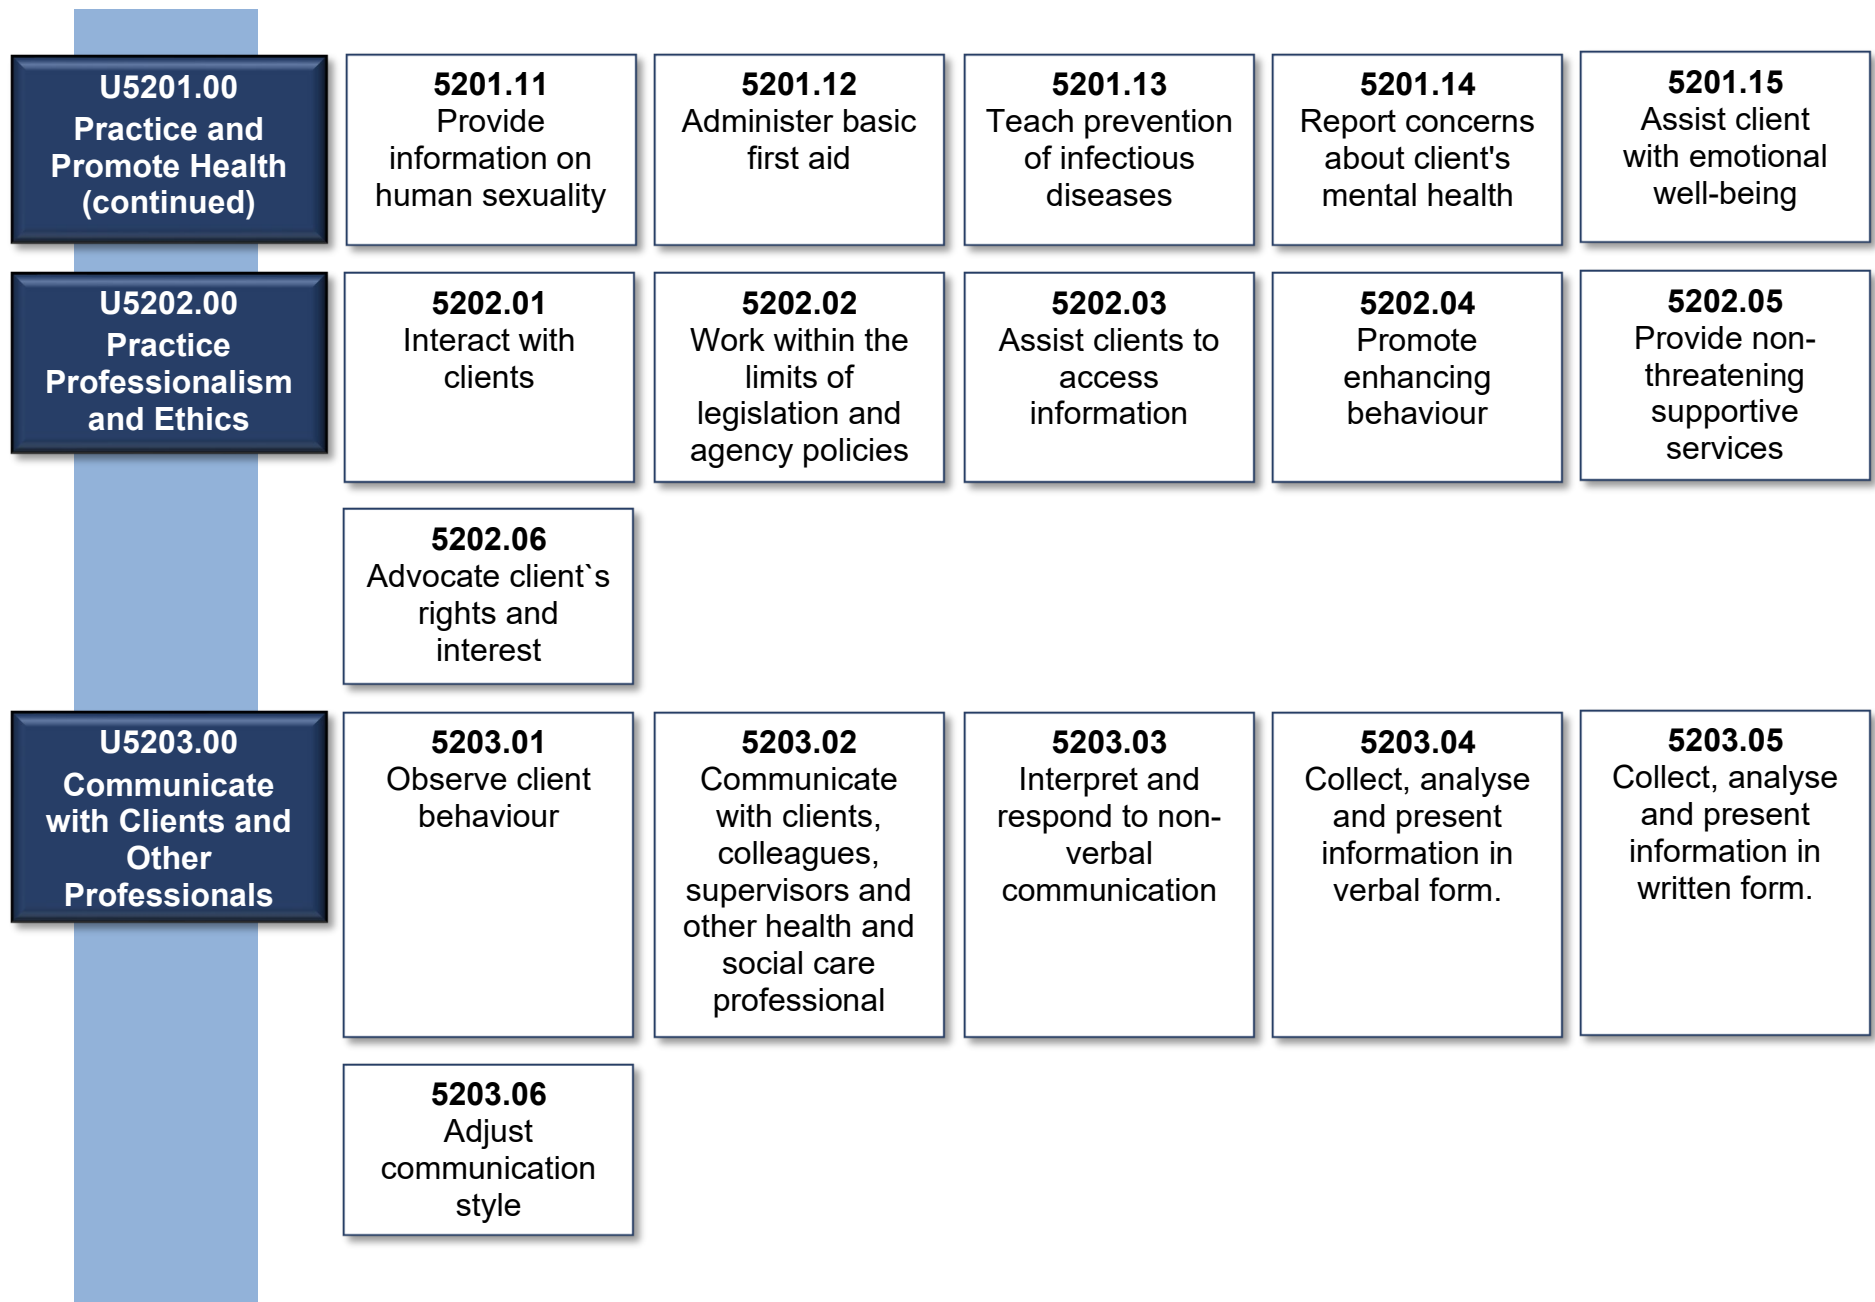 U5201.00
Practice and
Promote Health
(continued)
5201.11
Provide
information on
human sexuality
5201.12
Administer basic
first aid
5201.13
Teach prevention
of infectious
diseases
5201.14
Report concerns
about client's
mental health
5201.15
Assist client
with emotional
well-being
U5202.00
Practice
Professionalism
and Ethics
5202.01
Interact with
clients
5202.02
Work within the
limits of
legislation and
agency policies
5202.03
Assist clients to
access
information
5202.04
Promote
enhancing
behaviour
5202.05
Provide non-
threatening
supportive
services
5202.06
Advocate client`s
rights and
interest
U5203.00
Communicate
with Clients and
Other
Professionals
5203.01
Observe client
behaviour
5203.02
Communicate
with clients,
colleagues,
supervisors and
other health and
social care
professional
5203.03
Interpret and
respond to non-
verbal
communication
5203.04
Collect, analyse
and present
information in
verbal form.
5203.05
Collect, analyse
and present
information in
written form.
5203.06
Adjust
communication
style